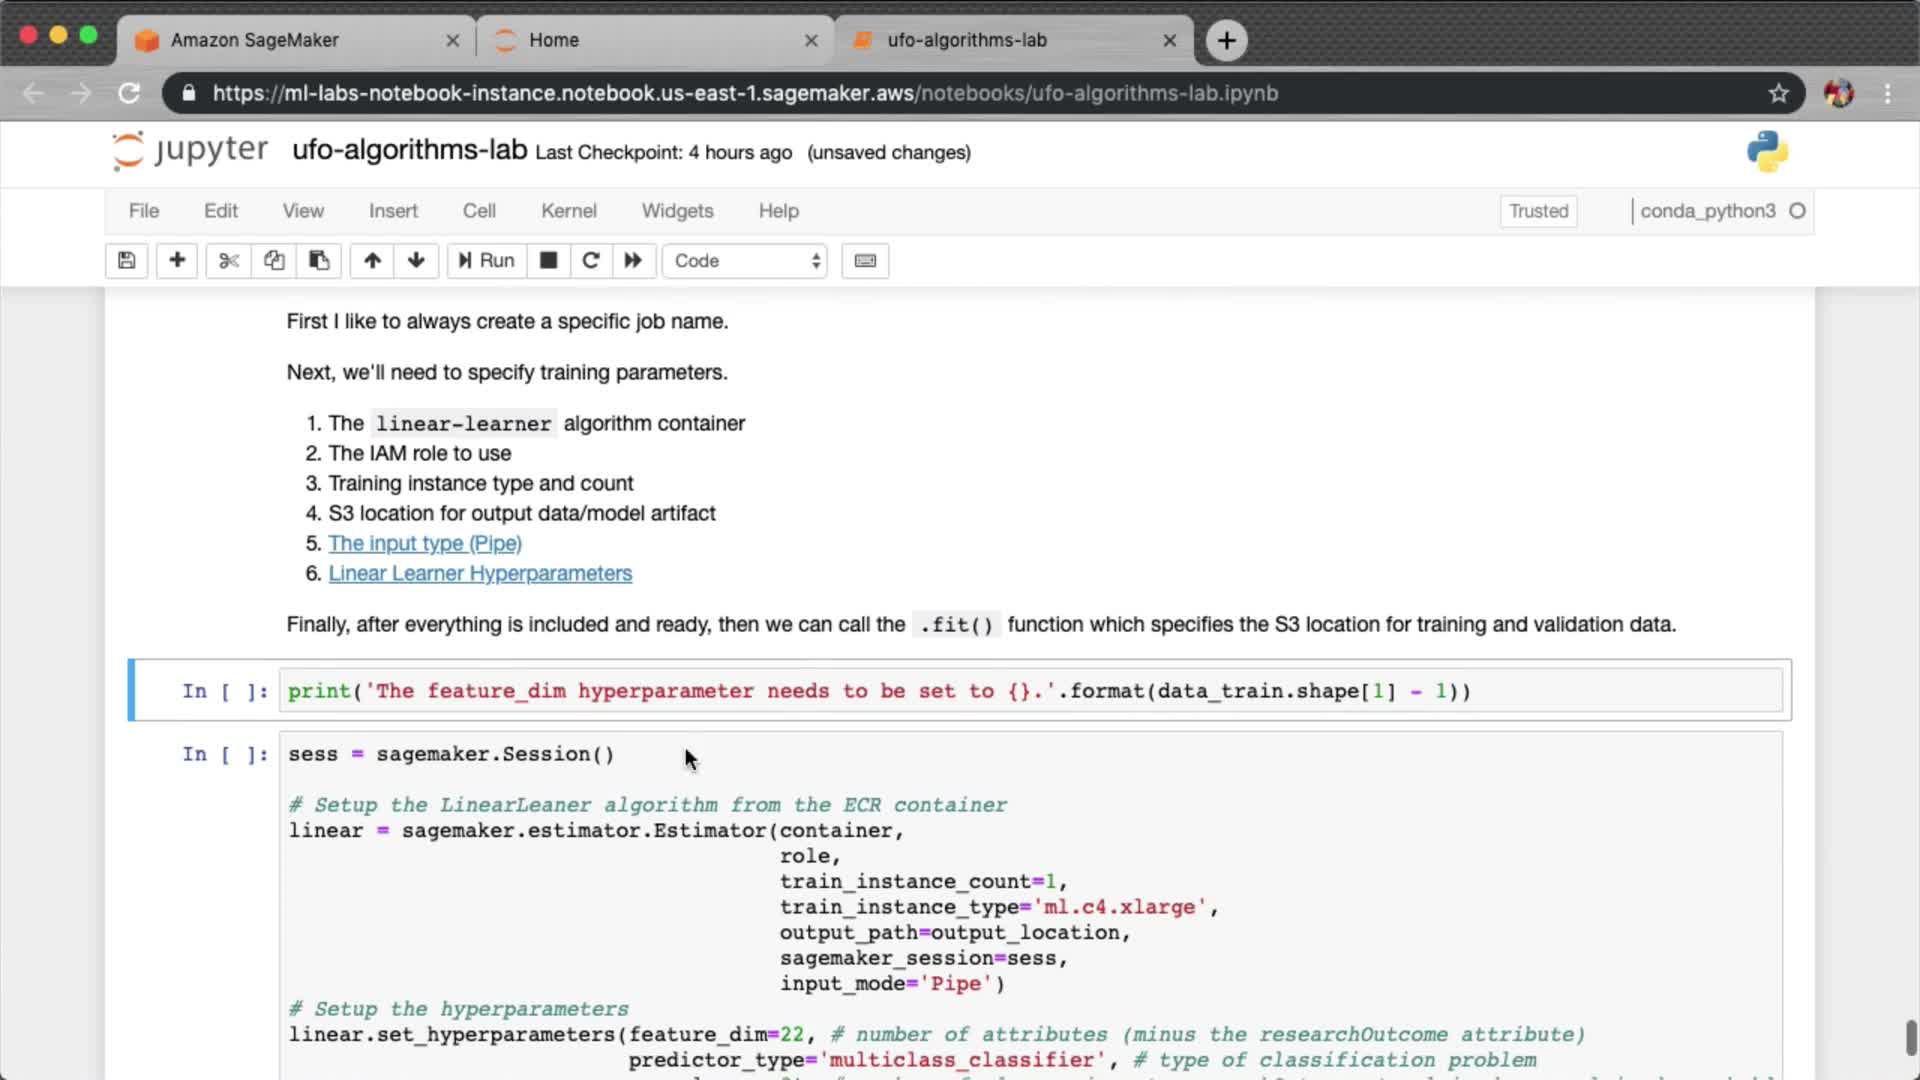 Amazon SageMaker
Home
ufo-algorithms-lab
https://ml-labs-notebook-instance.notebook.us-east-1.sagemaker.aws/notebooks/ufo-algorithms-lab.ipynb
jupyter ufo-algorithms-lab Last Checkpoint: 4 hours ago (unsaved changes)
File Edit View Insert Cell Kernel Widgets Help Trusted conda_python3
Run Code
First I like to always create a specific job name.
Next, we'll need to specify training parameters.
1. The linear-learner algorithm container
2. The IAM role to use
3. Training instance type and count
4. S3 location for output data/model artifact
5. The input type (Pipe)
6. Linear Learner Hyperparameters
Finally, after everything is included and ready, then we can call the .fit() function which specifies the S3 location for training and validation data.
In [ ]: print('The feature_dim hyperparameter needs to be set to {}.'.format(data_train.shape[1] - 1))
In [ ]: sess = sagemaker.Session()
# Setup the LinearLeaner algorithm from the ECR container
linear = sagemaker.estimator.Estimator(container,
role,
train_instance_count=1,
train_instance_type='ml.c4.xlarge',
output_path=output_location,
sagemaker_session=sess,
input_mode='Pipe')
# Setup the hyperparameters
linear.set_hyperparameters(feature_dim=22, # number of attributes (minus the researchOutcome attribute)
predictor_type='multiclass_classifier', # type of classification problem